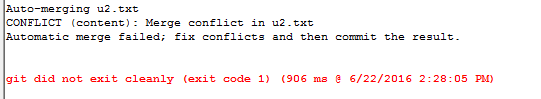 Auto-merging u2.txt
CONFLICT (content): Merge conflict in u2.txt
Automatic merge failed; fix conflicts and then commit the result.
git did not exit cleanly (exit code 1) (906 ms @ 6/22/2016 2:28:05 PM)